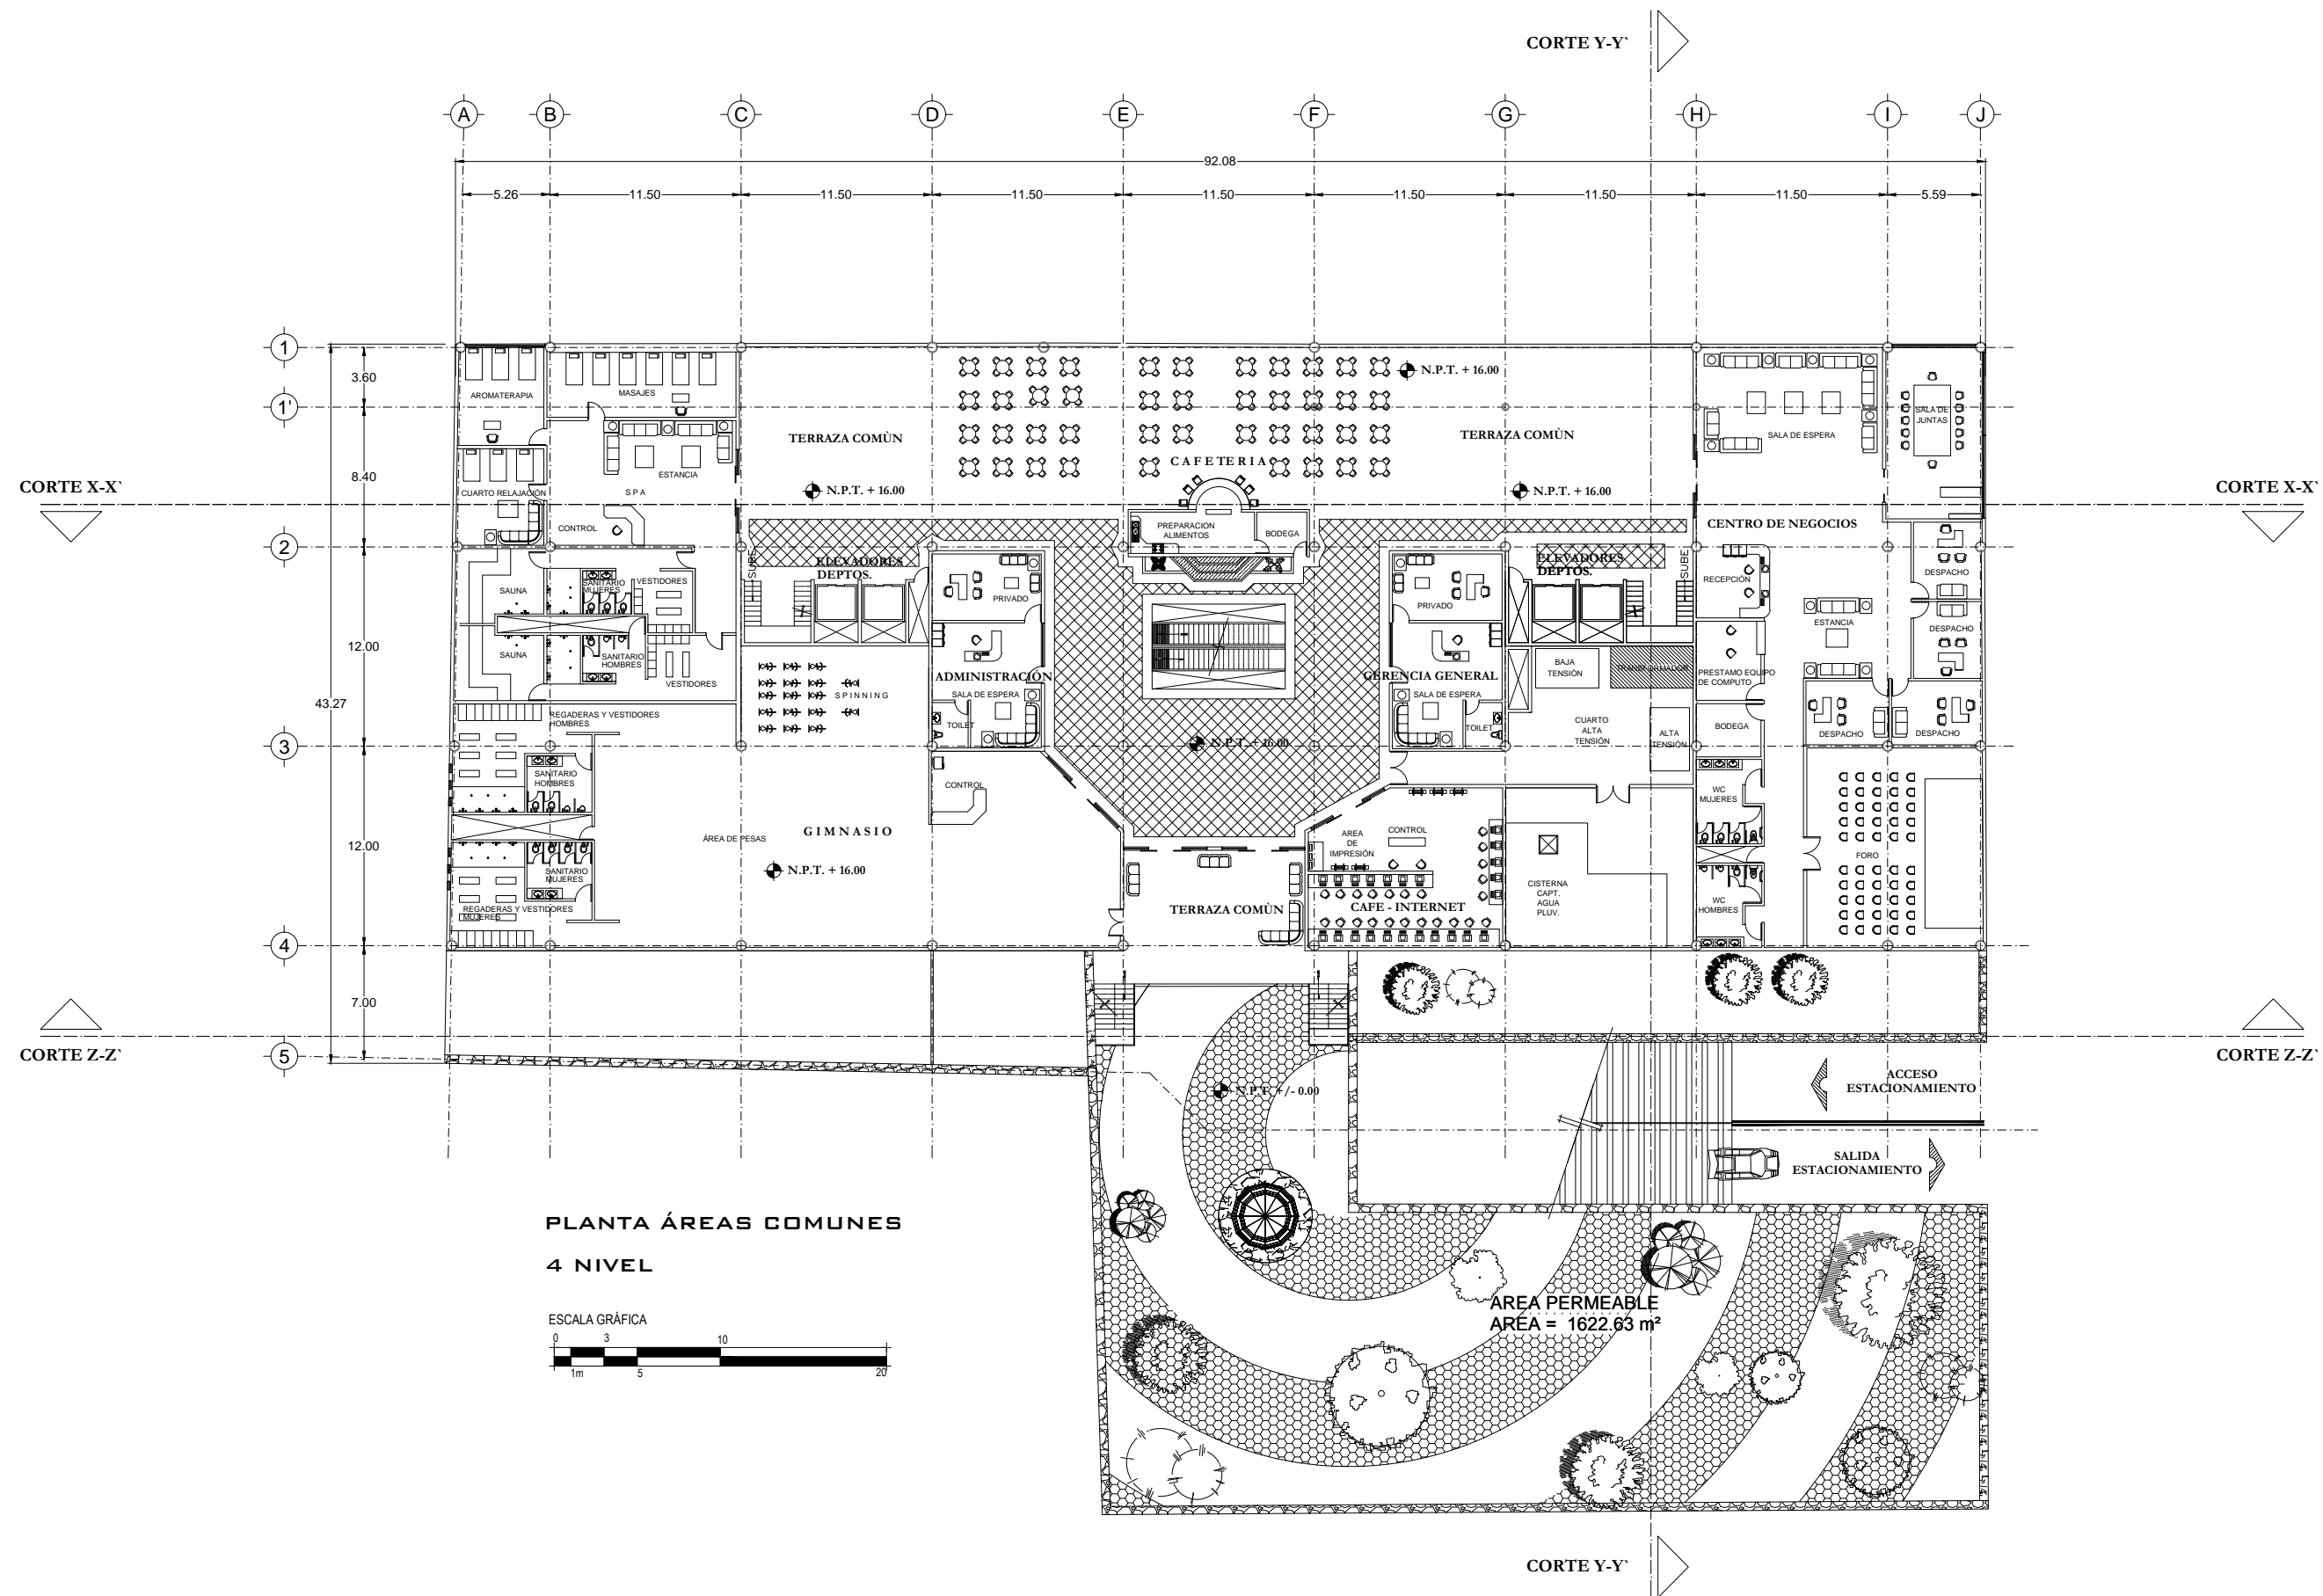 CORTE Y-Y`
A
B
C
D
E
F
G
H
I
J
92.08
5.26
11.50
11.50
11.50
11.50
11.50
11.50
11.50
5.59
1
3.60
1'
8.40
2
12.00
43.27
3
12.00
4
7.00
5
CORTE X-X`
CORTE X-X`
CORTE Z-Z`
CORTE Z-Z`
AROMATERAPIA
MASAJES
ESTANCIA
CUARTO RELAJACIÓN
S P A
CONTROL
TERRAZA COMÙN
N.P.T. + 16.00
C A F E T E R I A
N.P.T. + 16.00
TERRAZA COMÙN
N.P.T. + 16.00
SALA DE ESPERA
SALA DE
JUNTAS
CENTRO DE NEGOCIOS
PREPARACION
ALIMENTOS
BODEGA
SUBE
ELEVADORES
DEPTOS.
ELEVADORES
DEPTOS.
SUBE
SAUNA
SANITARIO
MUJERES
VESTIDORES
SAUNA
SANITARIO
HOMBRES
VESTIDORES
PRIVADO
PRIVADO
RECEPCIÓN
DESPACHO
ESTANCIA
DESPACHO
ADMINISTRACIÓN
SALA DE ESPERA
TOILET
GERENCIA GENERAL
SALA DE ESPERA
TOILET
BAJA
TENSIÓN
TRANSFORMADOR
PRESTAMO EQUIPO
DE COMPUTO
CUARTO
ALTA
TENSIÓN
ALTA
TENSIÓN
BODEGA
DESPACHO
DESPACHO
S P I N N I N G
REGADERAS Y VESTIDORES
HOMBRES
SANITARIO
HOMBRES
N.P.T. + 16.00
CONTROL
ÁREA DE PESAS
G I M N A S I O
N.P.T. + 16.00
SANITARIO
MUJERES
REGADERAS Y VESTIDORES
MUJERES
AREA
DE
IMPRESIÓN
CONTROL
WC
MUJERES
FORO
CISTERNA
CAPT.
AGUA
PLUV.
WC
HOMBRES
TERRAZA COMÙN
CAFE - INTERNET
N.P.T. +/- 0.00
ACCESO
ESTACIONAMIENTO
SALIDA
ESTACIONAMIENTO
PLANTA ÁREAS COMUNES
4 NIVEL
ESCALA GRÁFICA
0 3 10
1m 5 20
AREA PERMEABLE
AREA = 1622.63 m²
CORTE Y-Y`